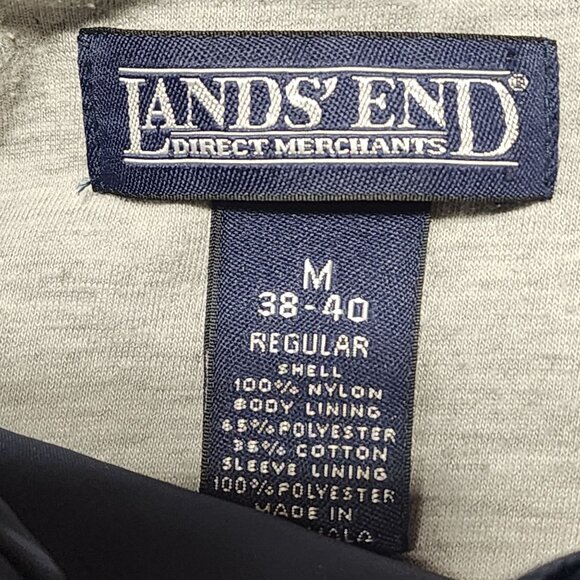 LANDS' END®
DIRECT MERCHANTS
M
38-40
REGULAR
SHELL
100% NYLON
BODY LINING
65% POLYESTER
35% COTTON
SLEEVE LINING
100% POLYESTER
MADE IN